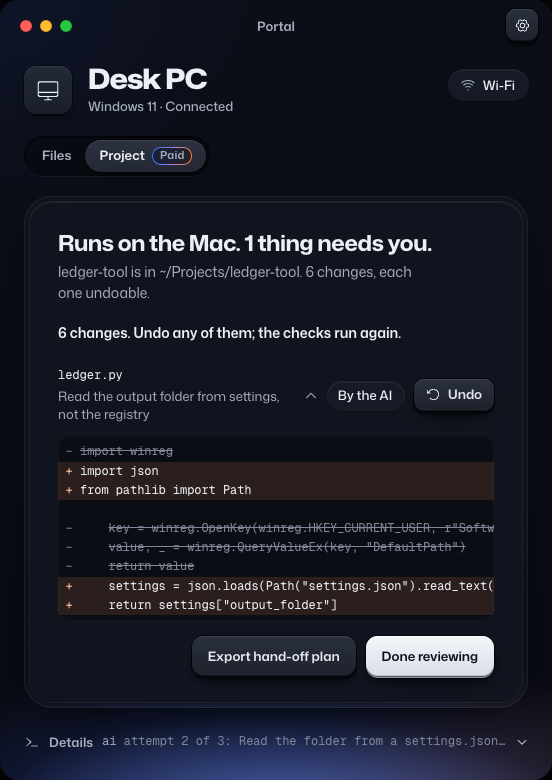 Portal
Desk PC
Windows 11 · Connected
Wi-Fi
Files
Project Paid
Runs on the Mac. 1 thing needs you.
ledger-tool is in ~/Projects/ledger-tool. 6 changes, each
one undoable.
6 changes. Undo any of them; the checks run again.
ledger.py
Read the output folder from settings,
not the registry
By the AI
Undo
- import winreg
+ import json
+ from pathlib import Path
- key = winreg.OpenKey(winreg.HKEY_CURRENT_USER, r"Softw
- value, _ = winreg.QueryValueEx(key, "DefaultPath")
- return value
+ settings = json.loads(Path("settings.json").read_text(
+ return settings["output_folder"]
Export hand-off plan
Done reviewing
Details ai attempt 2 of 3: Read the folder from a settings.json…